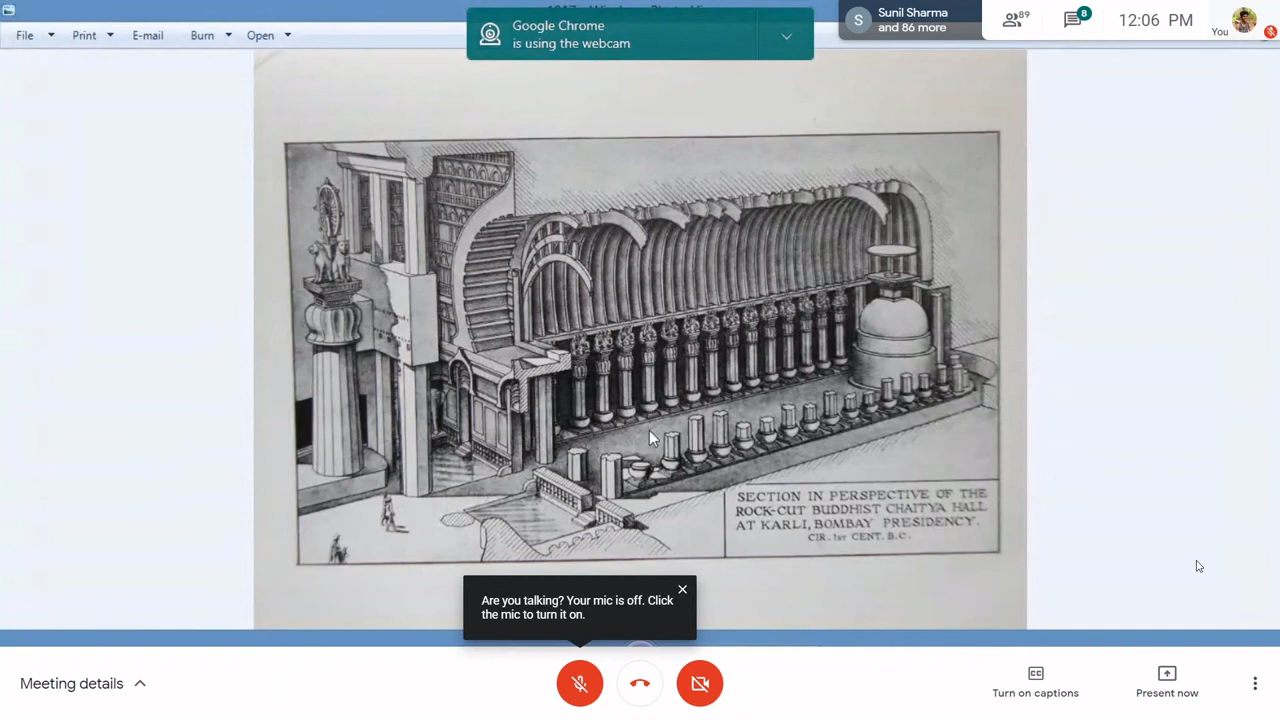 File Print E-mail Burn Open
Google Chrome
is using the webcam
S
Sunil Sharma
and 86 more
89
8
12:06 PM
You
SECTION IN PERSPECTIVE OF THE
ROCK-CUT BUDDHIST CHAITYA HALL
AT KARLI, BOMBAY PRESIDENCY.
CIR. 1ST CENT. B.C.
Are you talking? Your mic is off. Click
the mic to turn it on.
Meeting details
CC
Turn on captions
Present now